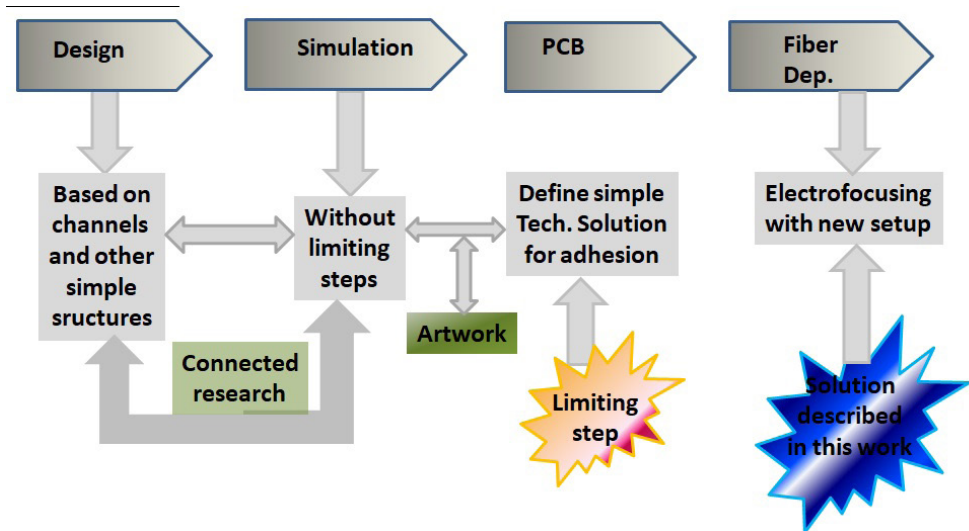 Design
Simulation
PCB
Fiber
Dep.
Based on
channels
and other
simple
sructures
Without
limiting
steps
Define simple
Tech. Solution
for adhesion
Electrofocusing
with new setup
Artwork
Connected
research
Limiting
step
Solution
described
in this work